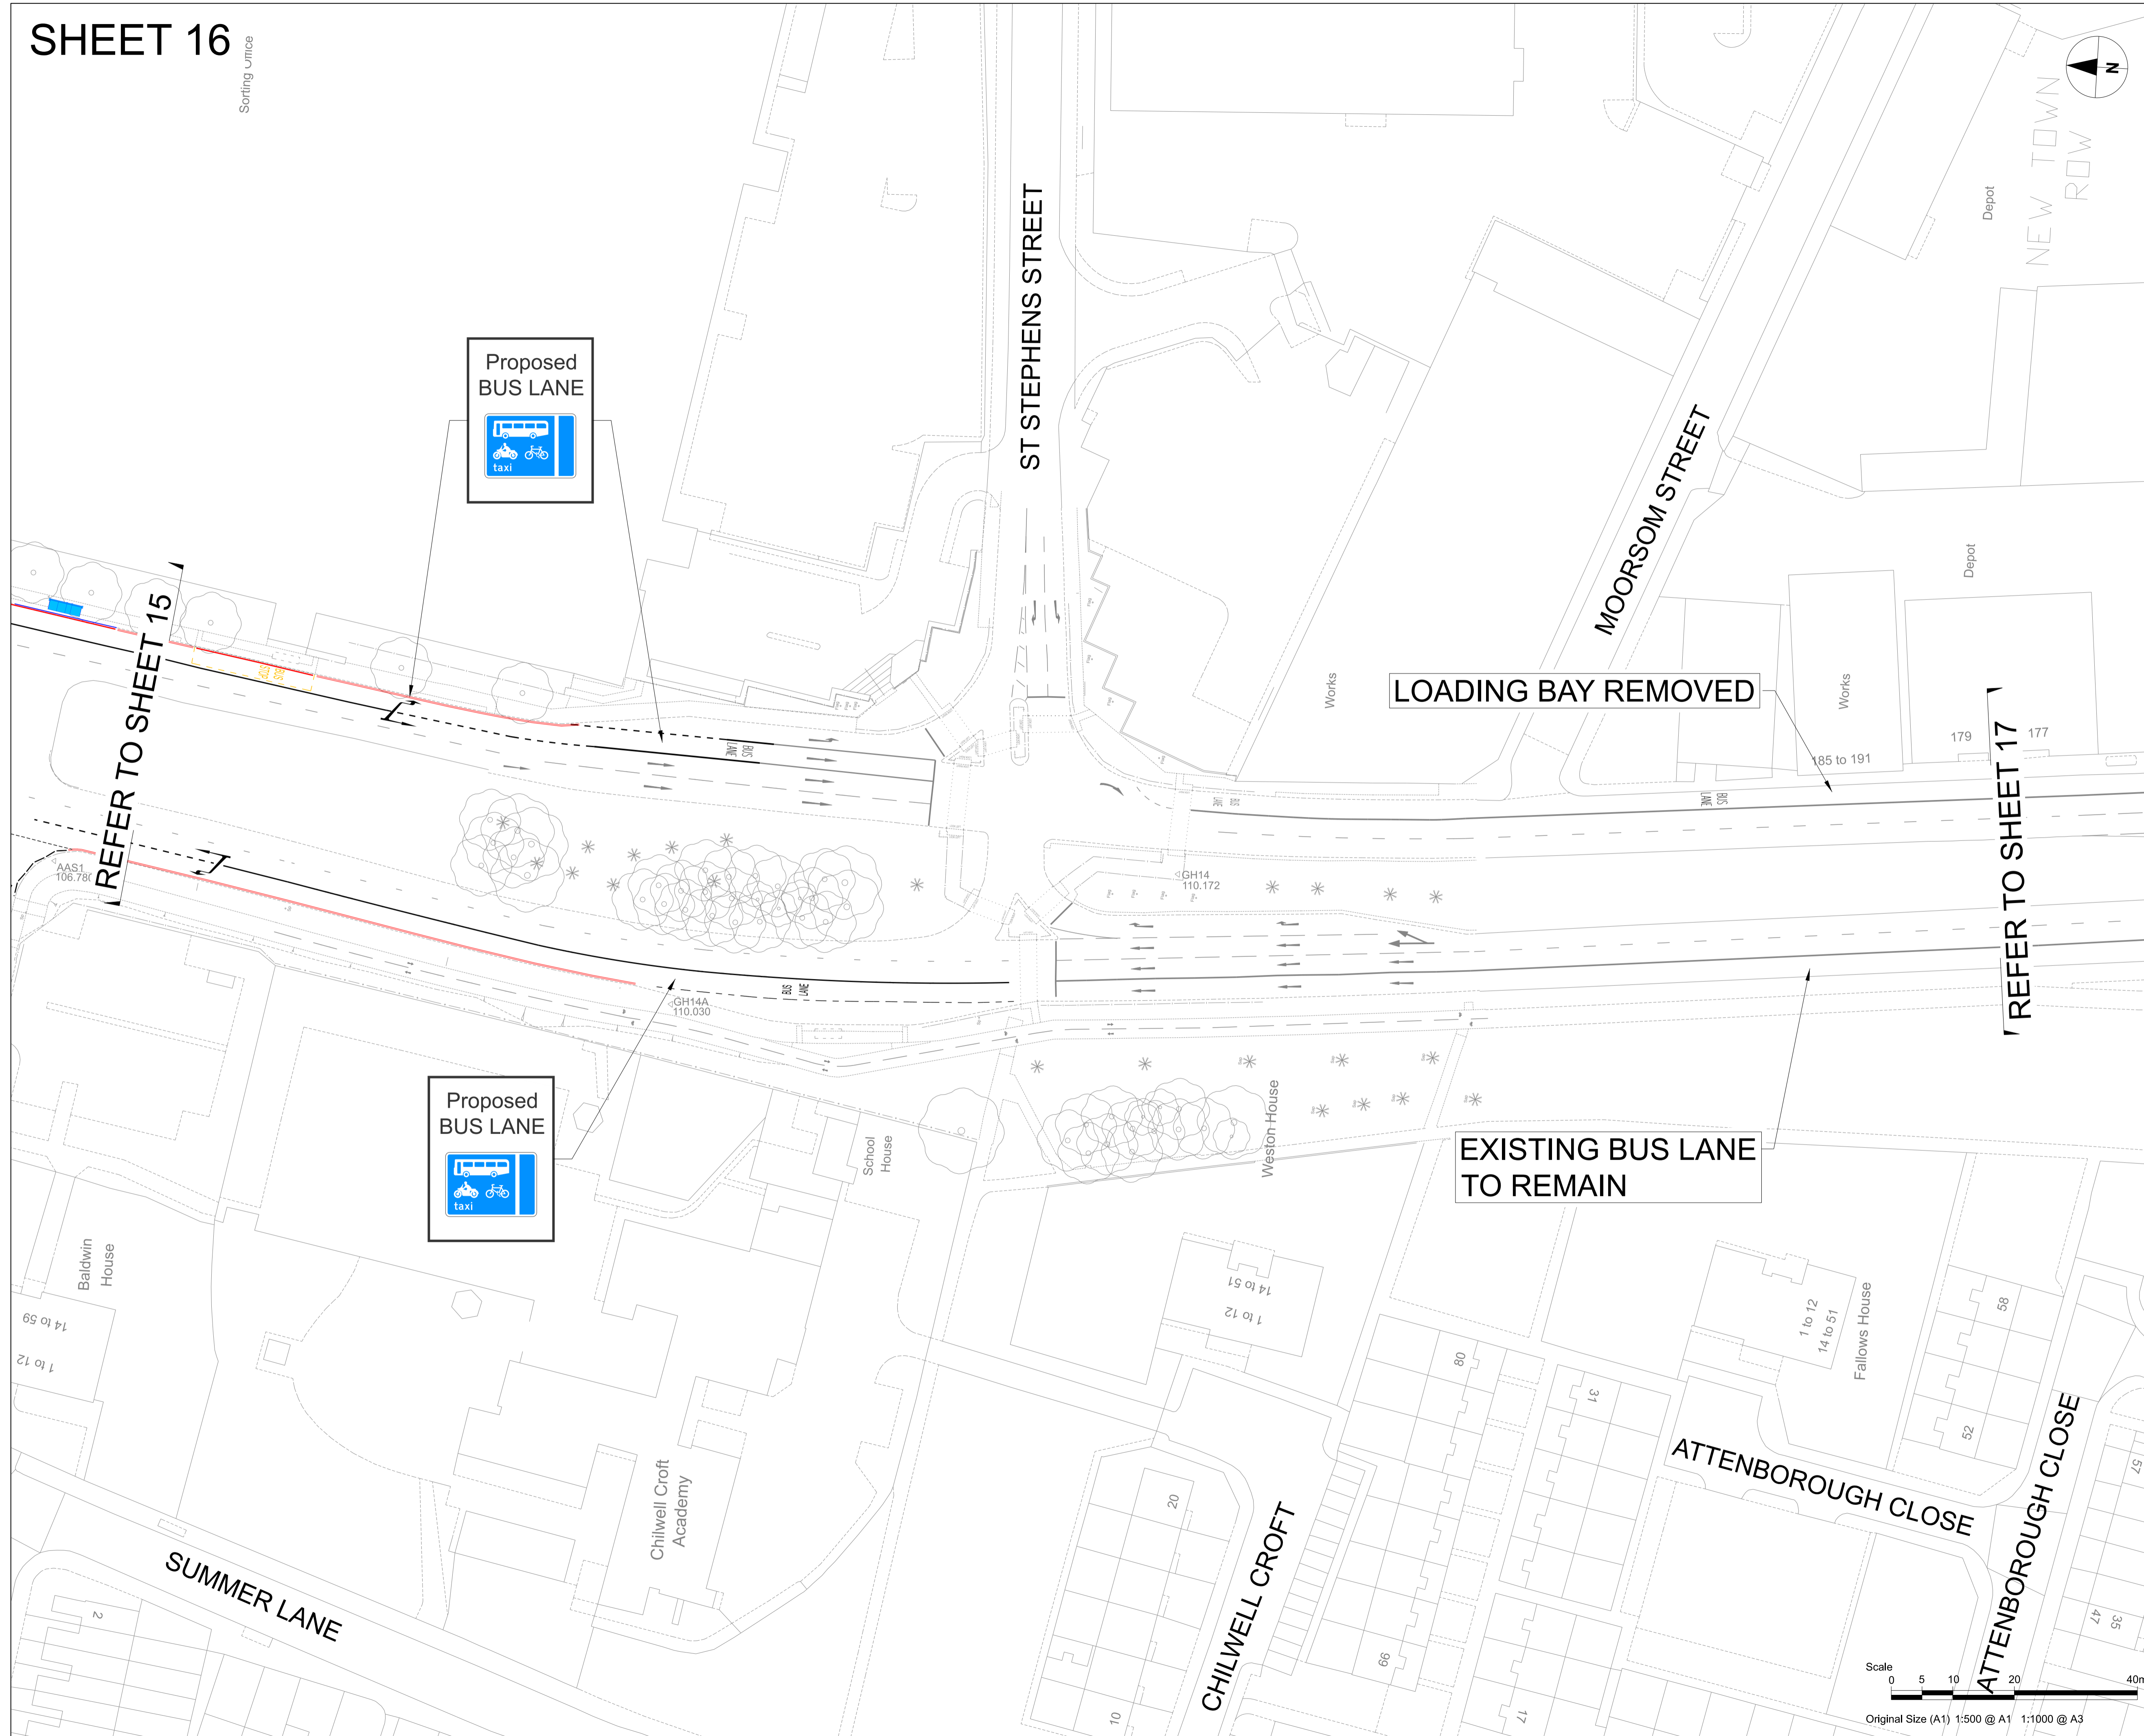 SHEET 16
Sorting Office
N
NEW TOWN
ROW
Depot
ST STEPHENS STREET
Proposed
BUS LANE
taxi
MOORSOM STREET
Depot
REFER TO SHEET 15
BUS
STOP
Works
LOADING BAY REMOVED
Works
179
177
185 to 191
REFER TO SHEET 17
BUS
LANE
BUS
LANE
BUS
LANE
AAS1
106.780
GH14
110.172
GH14A
110.030
BUS
LANE
Proposed
BUS LANE
taxi
School
House
Weston House
EXISTING BUS LANE
TO REMAIN
Baldwin
House
14 to 59
1 to 12
14 to 51
1 to 12
1 to 12
14 to 51
Fallows House
58
52
80
31
ATTENBOROUGH CLOSE
ATTENBOROUGH CLOSE
57
Chilwell Croft
Academy
20
CHILWELL CROFT
SUMMER LANE
2
10
99
17
47
35
Scale
0 5 10 20 40m
Original Size (A1) 1:500 @ A1 1:1000 @ A3